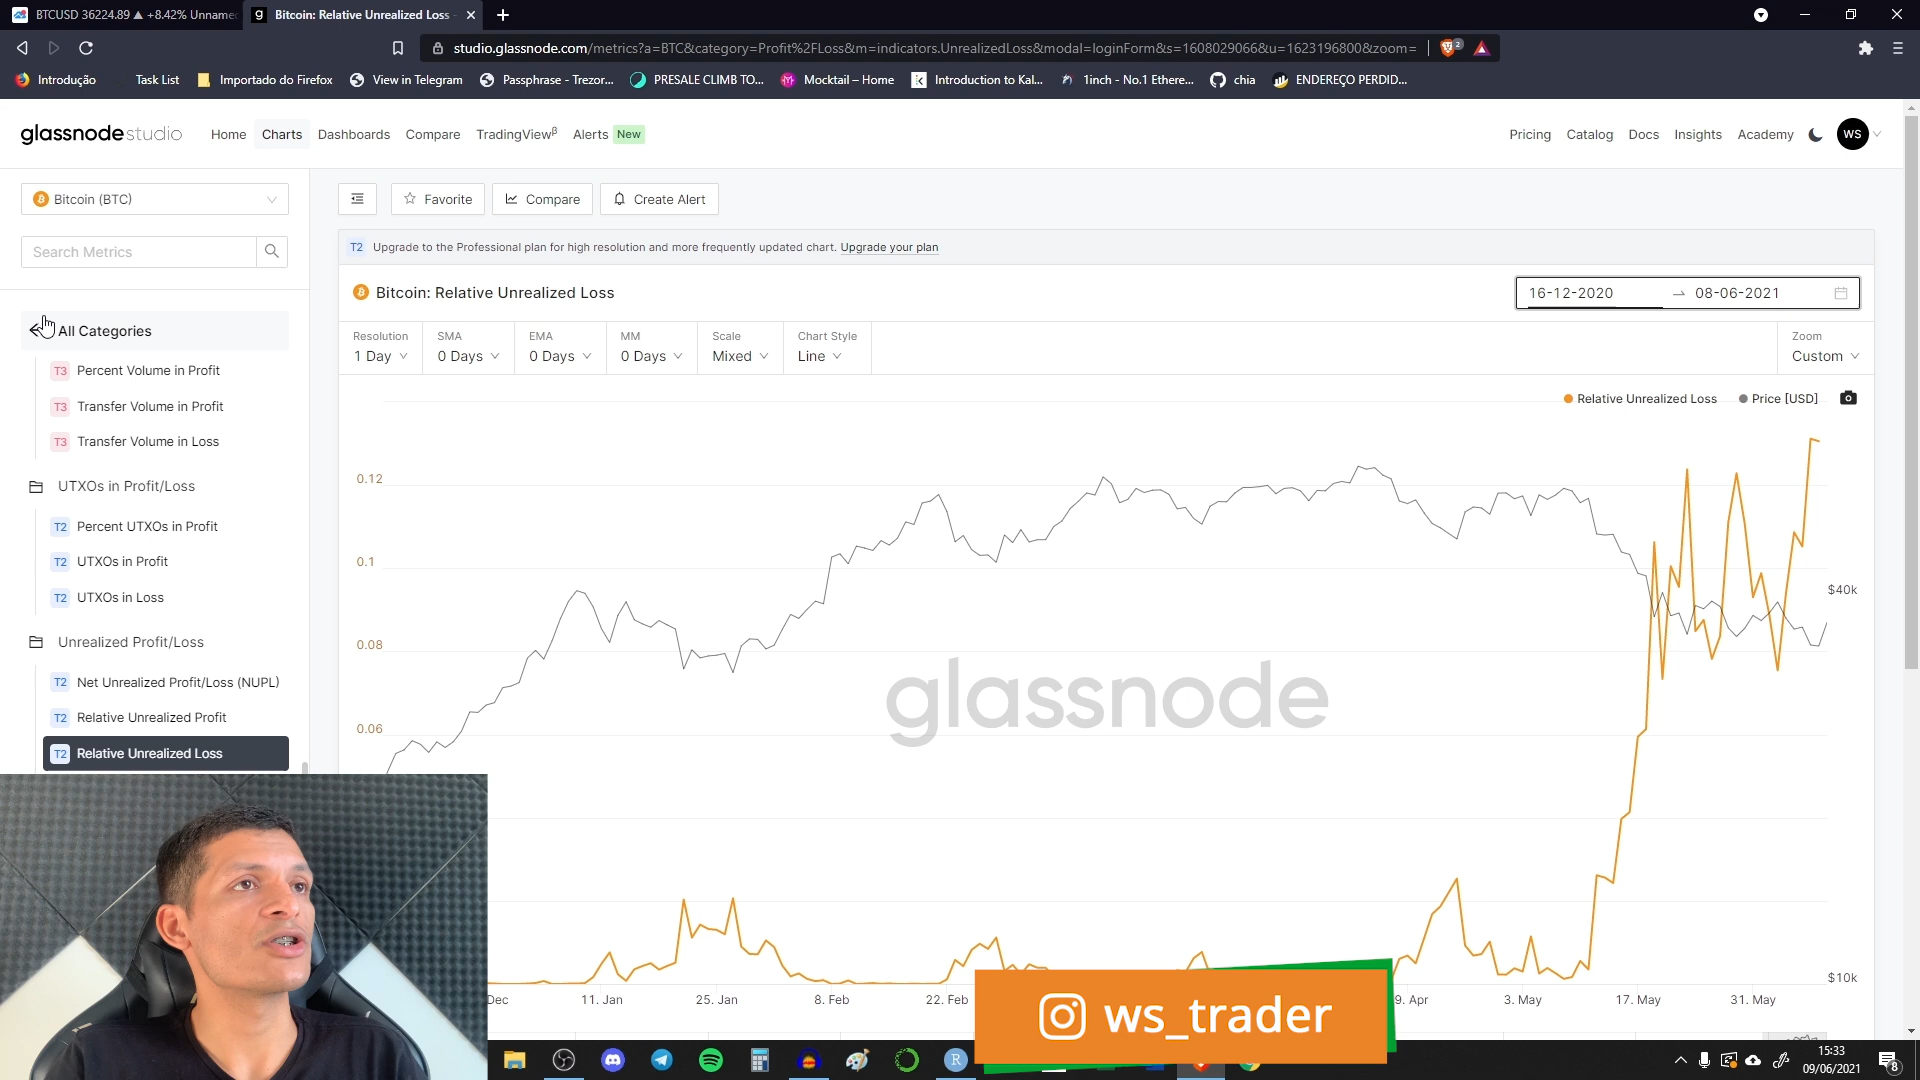 BTCUSD 36224.89 ▲ +8.42% Unname
g Bitcoin: Relative Unrealized Loss
studio.glassnode.com/metrics?a=BTC&category=Profit%2FLoss&m=indicators.UnrealizedLoss&modal=loginForm&s=1608029066&u=1623196800&zoom= 2
Introdução Task List Importado do Firefox View in Telegram Passphrase - Trezor... PRESALE CLIMB TO... Mocktail – Home Introduction to Kal... 1inch - No.1 Ethere... chia ENDEREÇO PERDID...
glassnode studio Home Charts Dashboards Compare TradingViewβ Alerts New Pricing Catalog Docs Insights Academy WS
Bitcoin (BTC) Favorite Compare Create Alert
Search Metrics
T2 Upgrade to the Professional plan for high resolution and more frequently updated chart. Upgrade your plan
Bitcoin: Relative Unrealized Loss 16-12-2020 → 08-06-2021
All Categories
Resolution SMA EMA MM Scale Chart Style Zoom
1 Day 0 Days 0 Days 0 Days Mixed Line Custom
T3 Percent Volume in Profit
T3 Transfer Volume in Profit
T3 Transfer Volume in Loss
UTXOs in Profit/Loss
T2 Percent UTXOs in Profit
T2 UTXOs in Profit
T2 UTXOs in Loss
Unrealized Profit/Loss
T2 Net Unrealized Profit/Loss (NUPL)
T2 Relative Unrealized Profit
T2 Relative Unrealized Loss
Relative Unrealized Loss Price [USD]
0.12
0.1
0.08
0.06
$40k
$10k
glassnode
Dec 11. Jan 25. Jan 8. Feb 22. Feb 9. Apr 3. May 17. May 31. May
ws_trader
R
15:33
09/06/2021
8